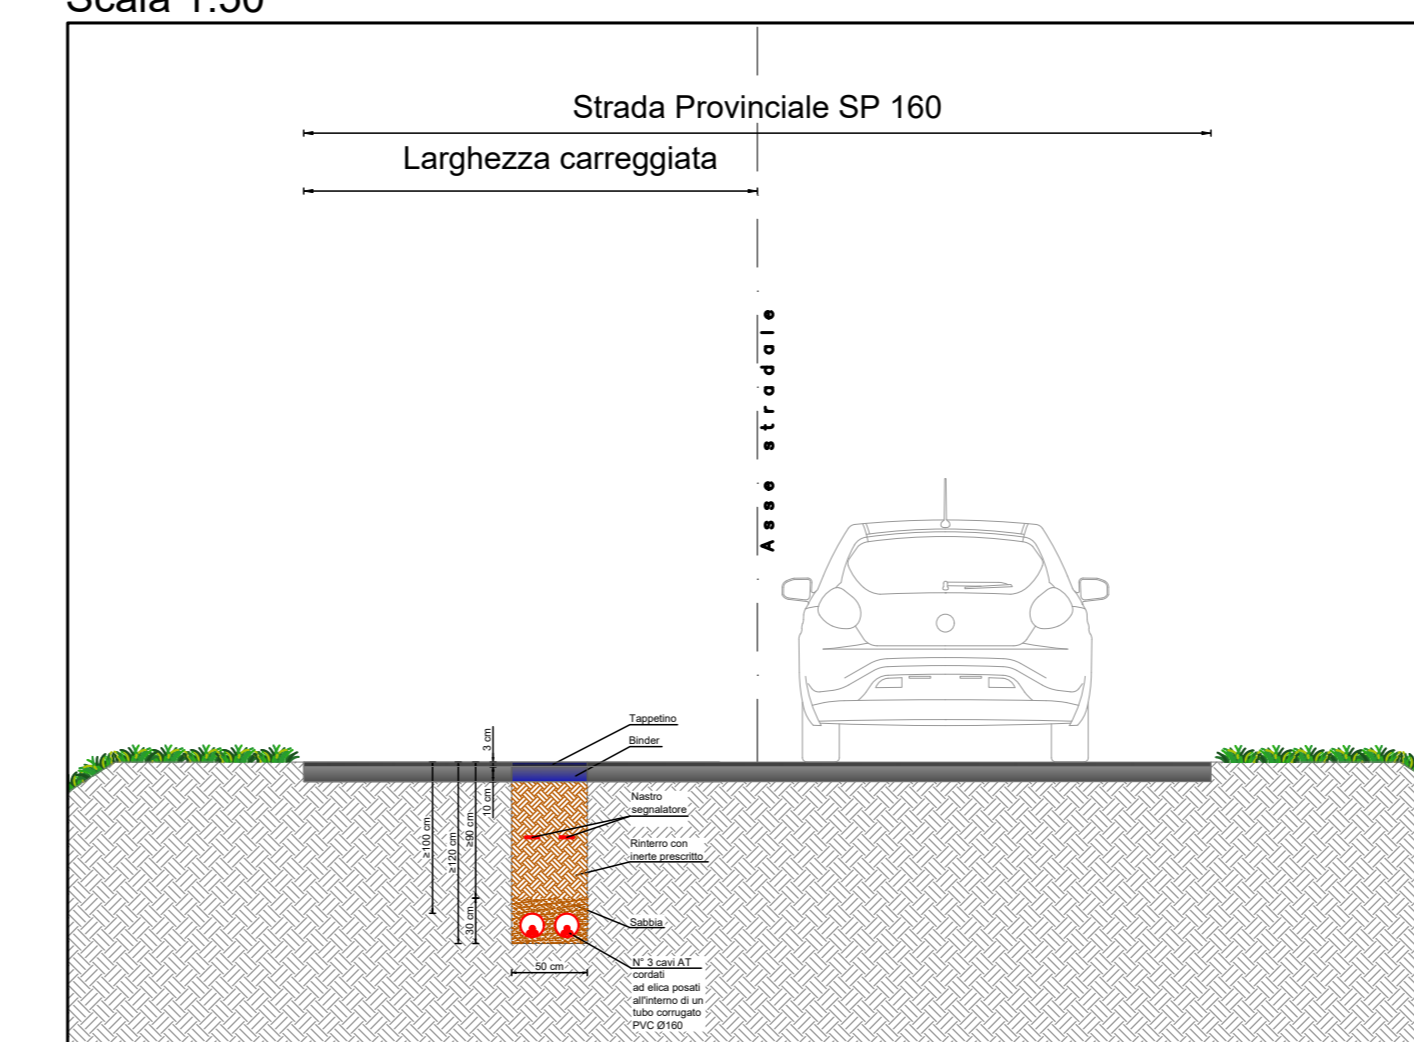 Scala 1:50
Strada Provinciale SP 160
Larghezza carreggiata
Asse stradale
Tappetino
Binder
3 cm
10 cm
Nastro
segnalatore
≥100 cm
≥120 cm
≥90 cm
Rinterro con
inerte prescritto
30 cm
Sabbia
50 cm
N° 3 cavi AT
cordati
ad elica posati
all'interno di un
tubo corrugato
PVC Ø160